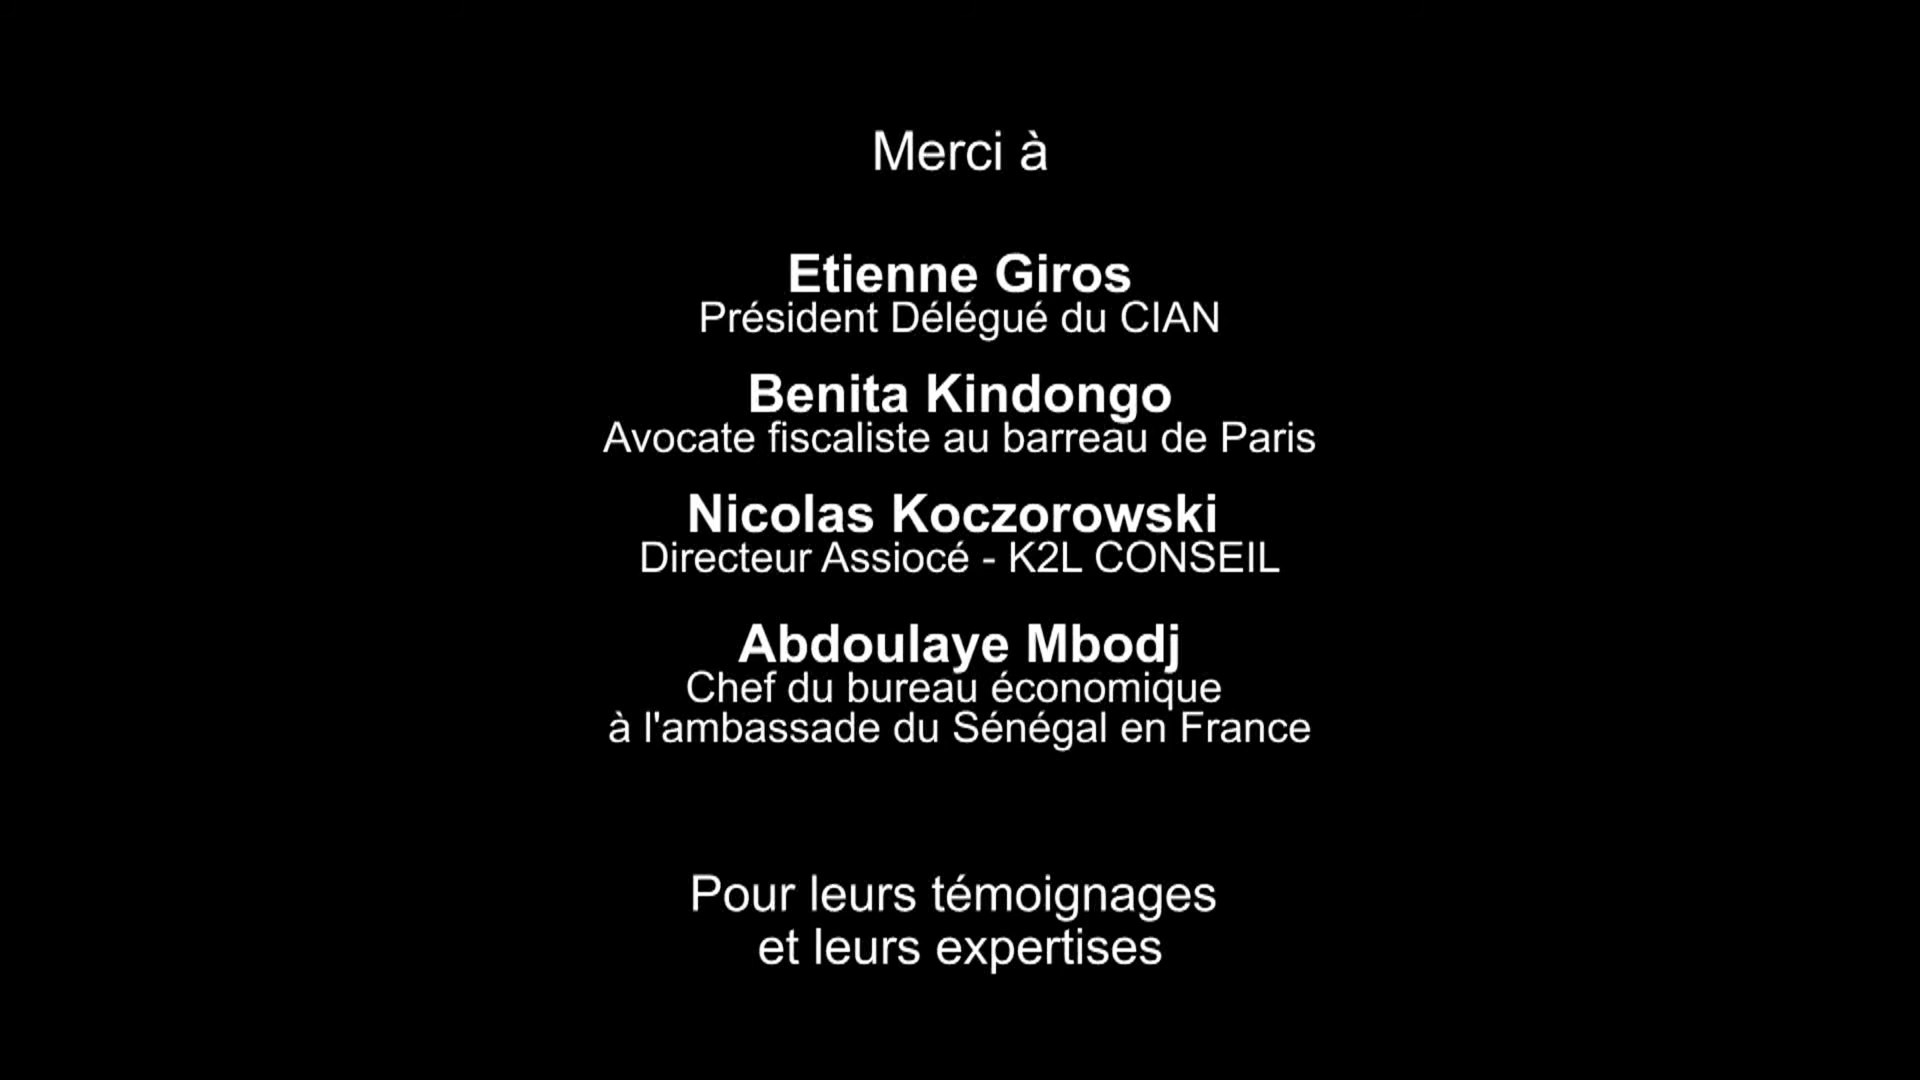 Merci à
Etienne Giros
Président Délégué du CIAN
Benita Kindongo
Avocate fiscaliste au barreau de Paris
Nicolas Koczorowski
Directeur Assiocé - K2L CONSEIL
Abdoulaye Mbodj
Chef du bureau économique
à l'ambassade du Sénégal en France
Pour leurs témoignages
et leurs expertises